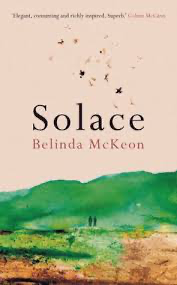 'Elegant, consuming and richly inspired. Superb.' Colum McCann
Solace
Belinda McKeon